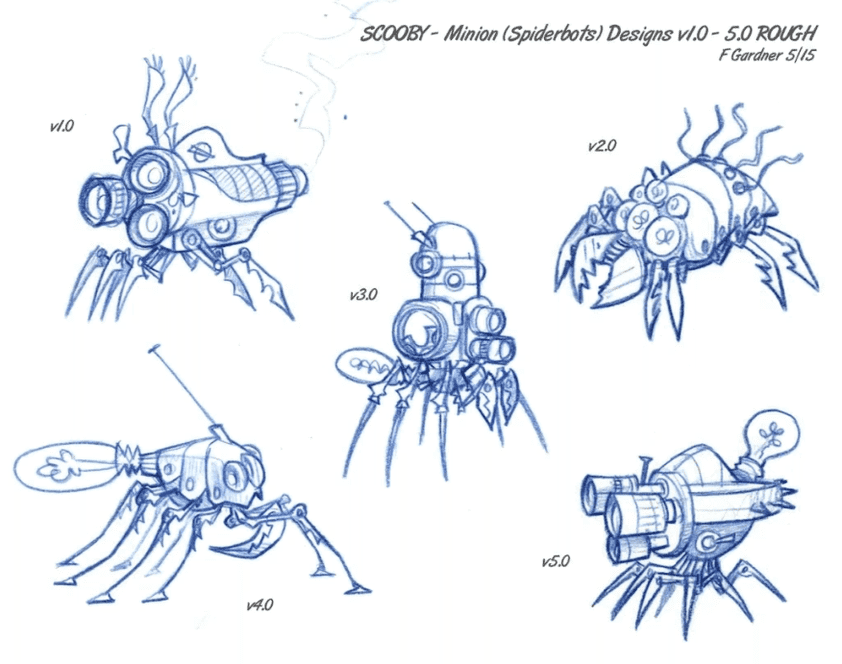 SCOOBY - Minion (Spiderbots) Designs v1.0 - 5.0 ROUGH
F Gardner 5/15
v1.0
v2.0
v3.0
v4.0
v5.0